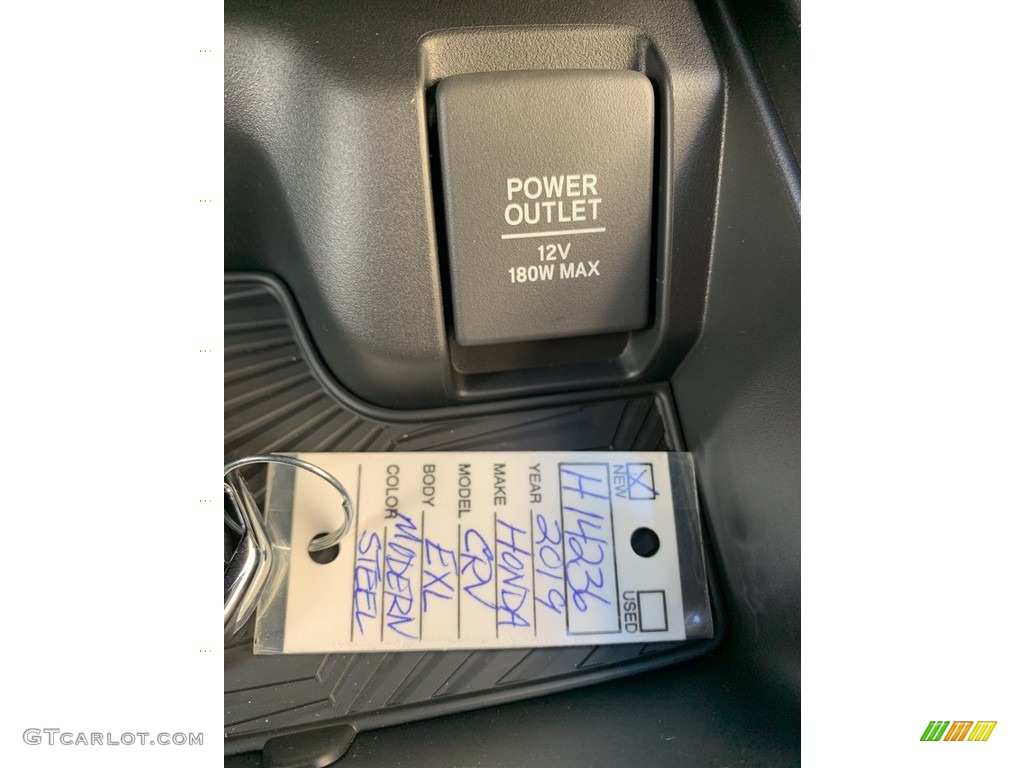 POWER
OUTLET
12V
180W MAX
X NEW USED
H14236
YEAR 2019
MAKE HONDA
MODEL CRV
BODY EXL
COLOR MODERN
STEEL
GTCARLOT.COM